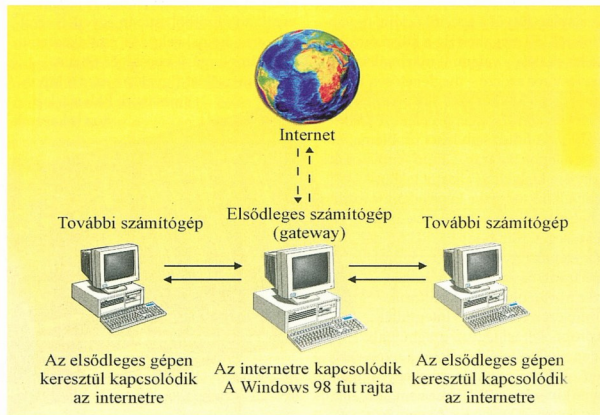 Internet
Elsődleges számítógép
(gateway)
További számítógép
További számítógép
Az elsődleges gépen
keresztül kapcsolódik
az internetre
Az internetre kapcsolódik
A Windows 98 fut rajta
Az elsődleges gépen
keresztül kapcsolódik
az internetre